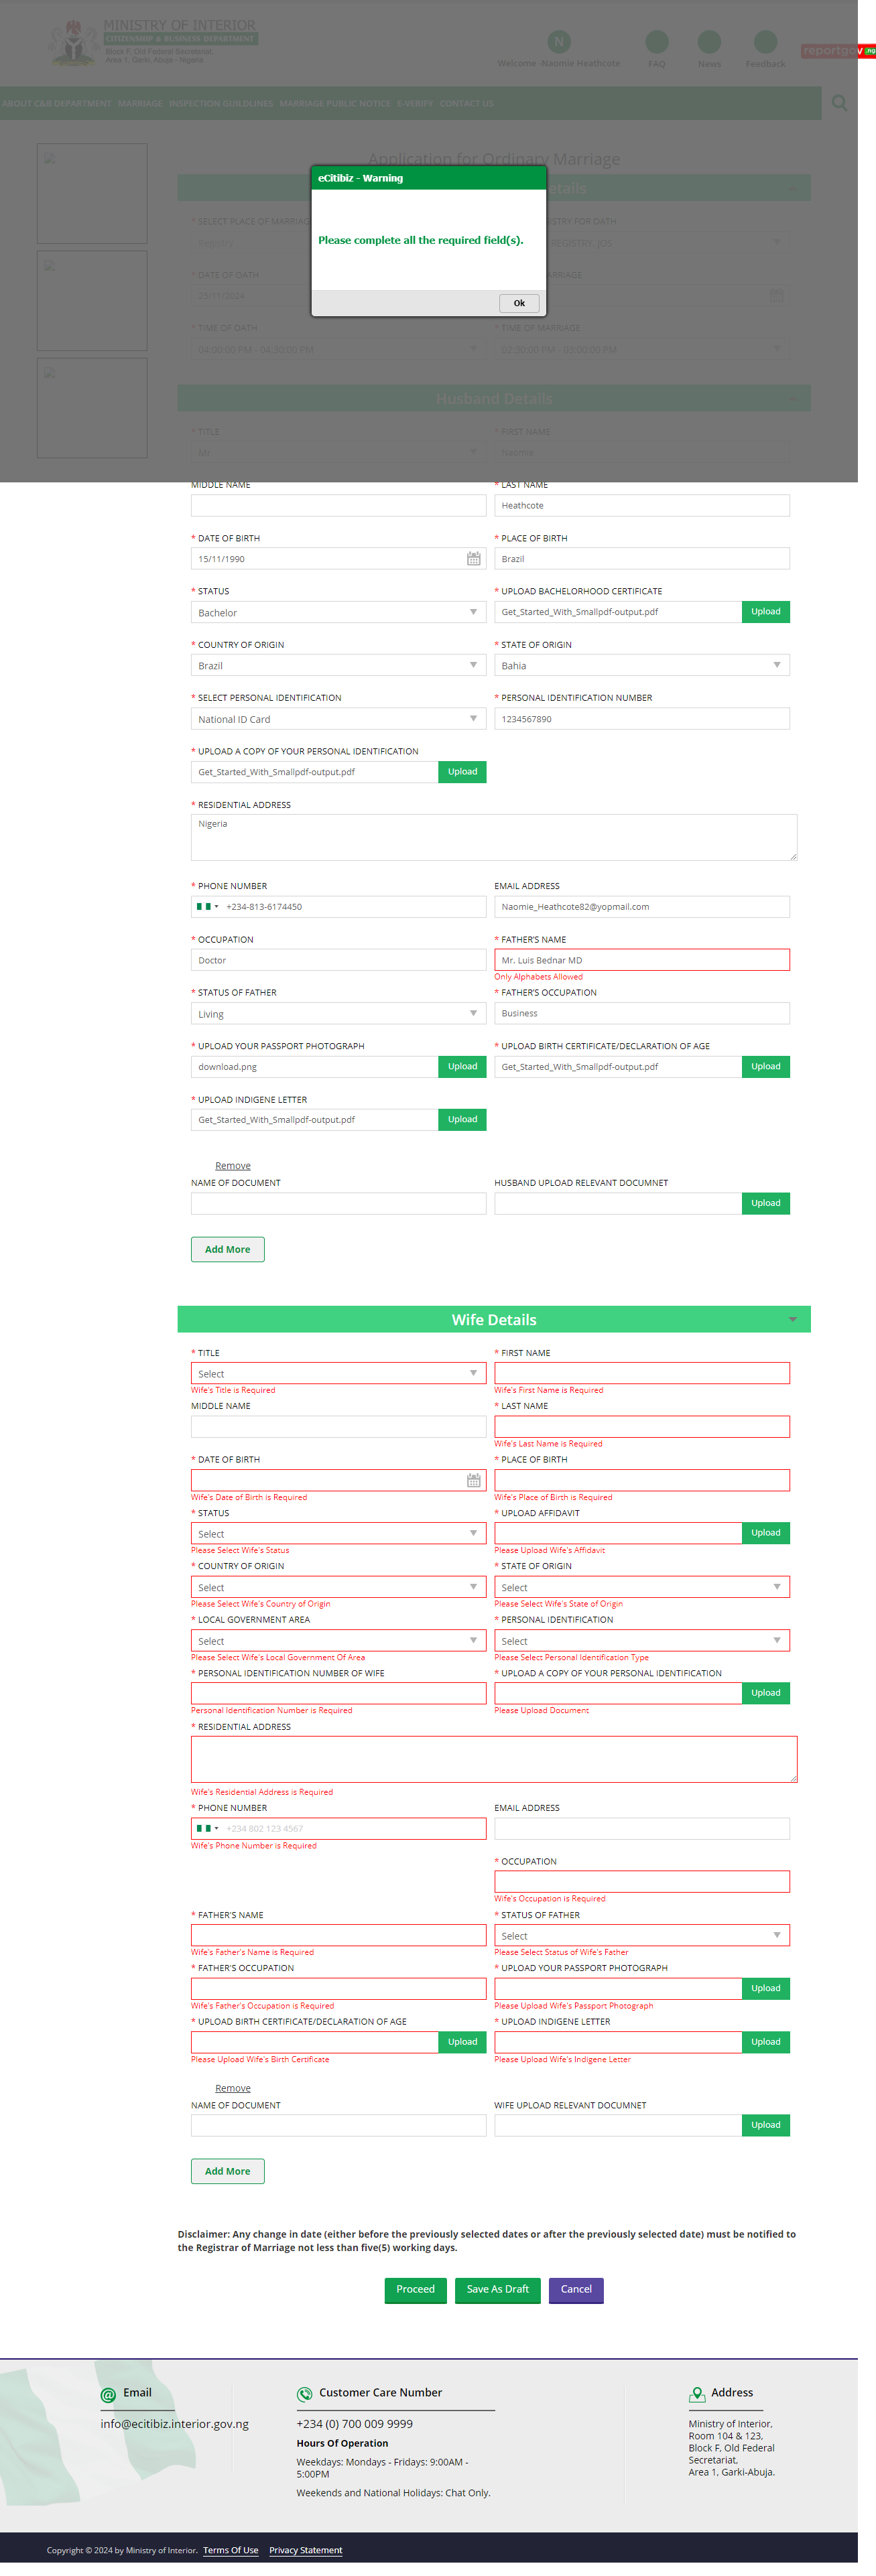 MINISTRY OF INTERIOR
CITIZENSHIP & BUSINESS DEPARTMENT
Block F, Old Federal Secretariat,
Area 1, Garki, Abuja - Nigeria
N
Welcome -Naomie Heathcote
FAQ
News
Feedback
reportgov.ng
ABOUT C&B DEPARTMENT MARRIAGE INSPECTION GUILDLINES MARRIAGE PUBLIC NOTICE E-VERIFY CONTACT US
Application for Ordinary Marriage
eCitibiz - Warning
Please complete all the required field(s).
Ok
etails
* SELECT PLACE OF MARRIAG
STRY FOR OATH
Registry
REGISTRY, JOS
* DATE OF OATH
ARRIAGE
25/11/2024
* TIME OF OATH
* TIME OF MARRIAGE
04:00:00 PM - 04:30:00 PM
02:30:00 PM - 03:00:00 PM
Husband Details
* TITLE
* FIRST NAME
Mr
Naomie
MIDDLE NAME
* LAST NAME
Heathcote
* DATE OF BIRTH
* PLACE OF BIRTH
15/11/1990
Brazil
* STATUS
* UPLOAD BACHELORHOOD CERTIFICATE
Bachelor
Get_Started_With_Smallpdf-output.pdf
Upload
* COUNTRY OF ORIGIN
* STATE OF ORIGIN
Brazil
Bahia
* SELECT PERSONAL IDENTIFICATION
* PERSONAL IDENTIFICATION NUMBER
National ID Card
1234567890
* UPLOAD A COPY OF YOUR PERSONAL IDENTIFICATION
Get_Started_With_Smallpdf-output.pdf
Upload
* RESIDENTIAL ADDRESS
Nigeria
* PHONE NUMBER
EMAIL ADDRESS
+234-813-6174450
Naomie_Heathcote82@yopmail.com
* OCCUPATION
* FATHER'S NAME
Doctor
Mr. Luis Bednar MD
Only Alphabets Allowed
* STATUS OF FATHER
* FATHER'S OCCUPATION
Living
Business
* UPLOAD YOUR PASSPORT PHOTOGRAPH
* UPLOAD BIRTH CERTIFICATE/DECLARATION OF AGE
download.png
Upload
Get_Started_With_Smallpdf-output.pdf
Upload
* UPLOAD INDIGENE LETTER
Get_Started_With_Smallpdf-output.pdf
Upload
Remove
NAME OF DOCUMENT
HUSBAND UPLOAD RELEVANT DOCUMNET
Upload
Add More
Wife Details
* TITLE
* FIRST NAME
Select
Wife's Title is Required
Wife's First Name is Required
MIDDLE NAME
* LAST NAME
Wife's Last Name is Required
* DATE OF BIRTH
* PLACE OF BIRTH
Wife's Date of Birth is Required
Wife's Place of Birth is Required
* STATUS
* UPLOAD AFFIDAVIT
Select
Upload
Please Select Wife's Status
Please Upload Wife's Affidavit
* COUNTRY OF ORIGIN
* STATE OF ORIGIN
Select
Select
Please Select Wife's Country of Origin
Please Select Wife's State of Origin
* LOCAL GOVERNMENT AREA
* PERSONAL IDENTIFICATION
Select
Select
Please Select Wife's Local Government Of Area
Please Select Personal Identification Type
* PERSONAL IDENTIFICATION NUMBER OF WIFE
* UPLOAD A COPY OF YOUR PERSONAL IDENTIFICATION
Upload
Personal Identification Number is Required
Please Upload Document
* RESIDENTIAL ADDRESS
Wife's Residential Address is Required
* PHONE NUMBER
EMAIL ADDRESS
+234 802 123 4567
Wife's Phone Number is Required
* OCCUPATION
Wife's Occupation is Required
* FATHER'S NAME
* STATUS OF FATHER
Select
Wife's Father's Name is Required
Please Select Status of Wife's Father
* FATHER'S OCCUPATION
* UPLOAD YOUR PASSPORT PHOTOGRAPH
Upload
Wife's Father's Occupation is Required
Please Upload Wife's Passport Photograph
* UPLOAD BIRTH CERTIFICATE/DECLARATION OF AGE
* UPLOAD INDIGENE LETTER
Upload
Upload
Please Upload Wife's Birth Certificate
Please Upload Wife's Indigene Letter
Remove
NAME OF DOCUMENT
WIFE UPLOAD RELEVANT DOCUMNET
Upload
Add More
Disclaimer: Any change in date (either before the previously selected dates or after the previously selected date) must be notified to
the Registrar of Marriage not less than five(5) working days.
Proceed
Save As Draft
Cancel
Email
info@ecitibiz.interior.gov.ng
Customer Care Number
+234 (0) 700 009 9999
Hours Of Operation
Weekdays: Mondays - Fridays: 9:00AM -
5:00PM
Weekends and National Holidays: Chat Only.
Address
Ministry of Interior,
Room 104 & 123,
Block F, Old Federal
Secretariat.
Area 1, Garki-Abuja.
Copyright © 2024 by Ministry of Interior. Terms Of Use Privacy Statement